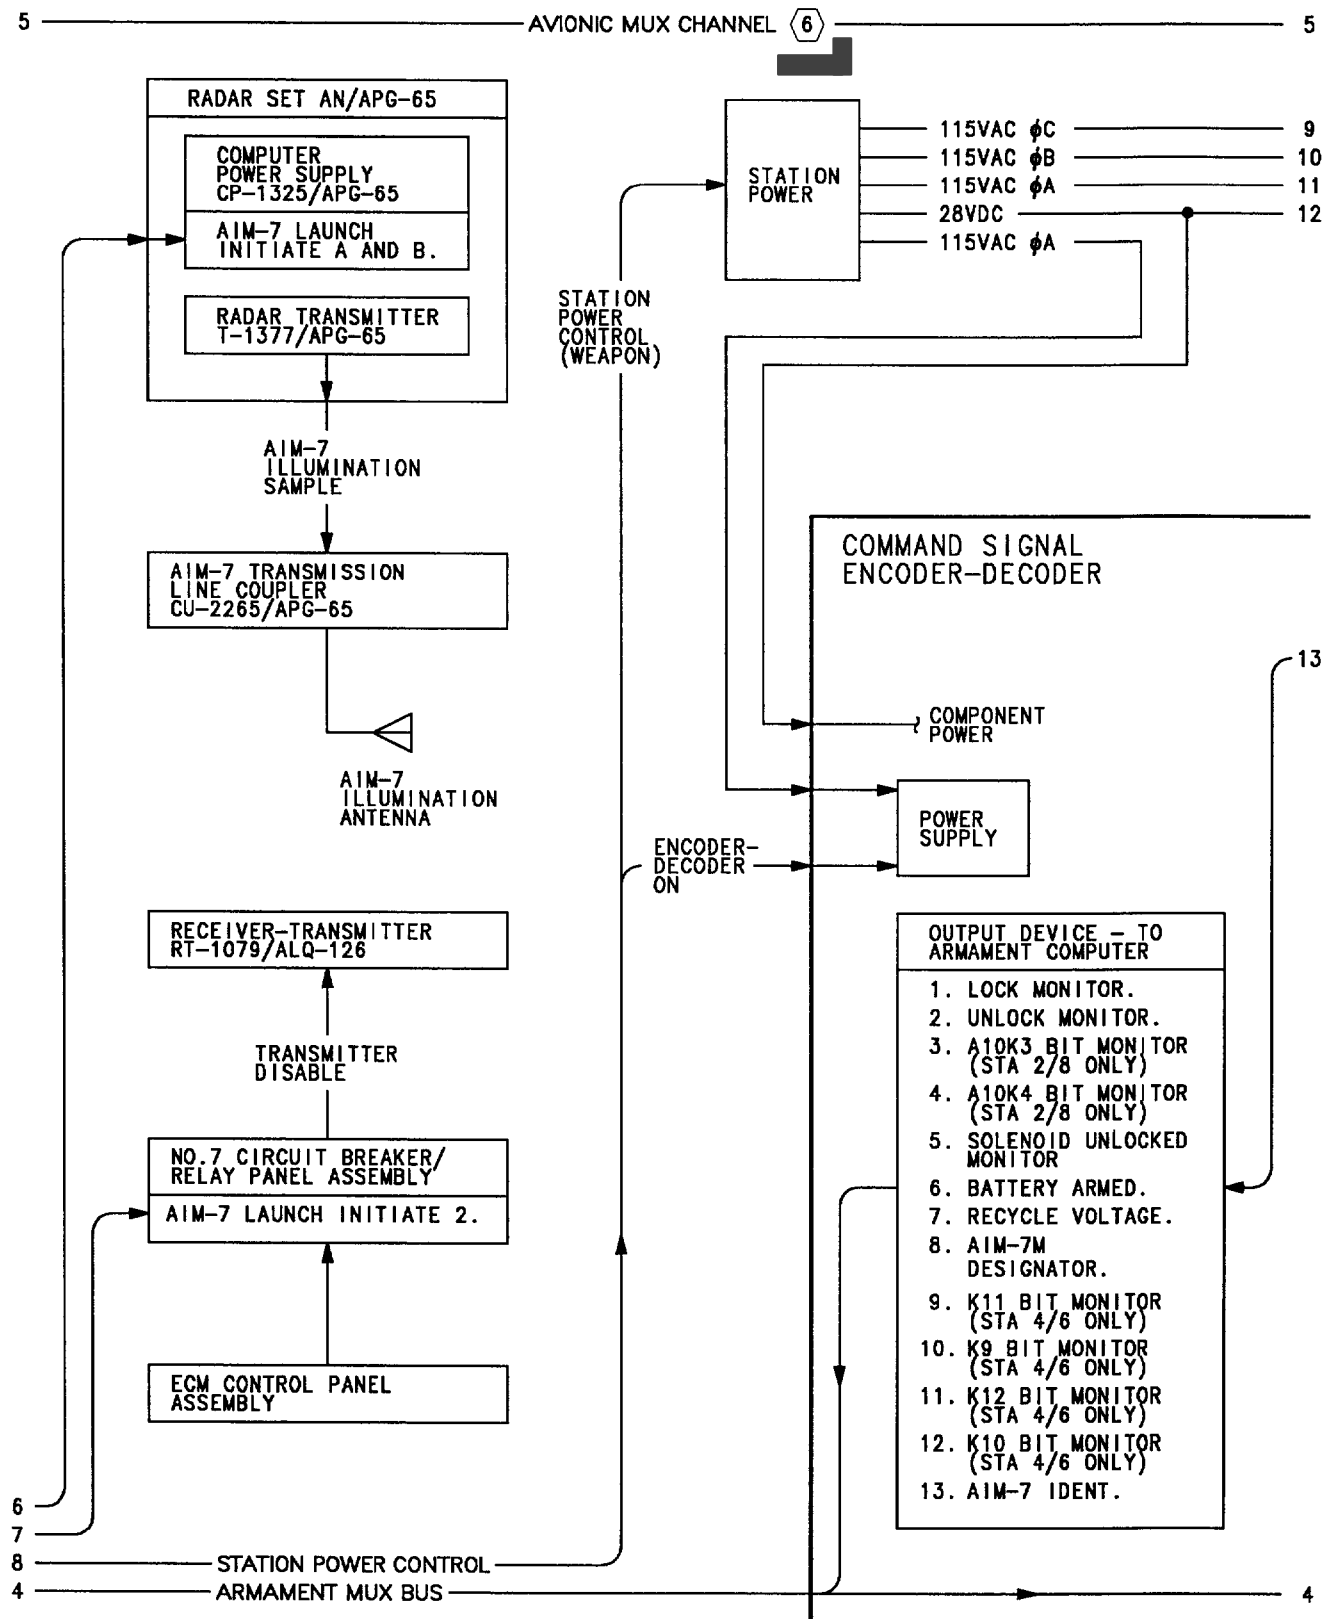 5 AVIONIC MUX CHANNEL 6 5
RADAR SET AN/APG-65
COMPUTER
POWER SUPPLY
CP-1325/APG-65
AIM-7 LAUNCH
INITIATE A AND B.
RADAR TRANSMITTER
T-1377/APG-65
AIM-7
ILLUMINATION
SAMPLE
AIM-7 TRANSMISSION
LINE COUPLER
CU-2265/APG-65
AIM-7
ILLUMINATION
ANTENNA
RECEIVER-TRANSMITTER
RT-1079/ALQ-126
TRANSMITTER
DISABLE
NO.7 CIRCUIT BREAKER/
RELAY PANEL ASSEMBLY
AIM-7 LAUNCH INITIATE 2.
ECM CONTROL PANEL
ASSEMBLY
STATION
POWER
CONTROL
(WEAPON)
STATION
POWER
115VAC ϕC 9
115VAC ϕB 10
115VAC ϕA 11
28VDC 12
115VAC ϕA
COMMAND SIGNAL
ENCODER-DECODER
13
COMPONENT
POWER
POWER
SUPPLY
ENCODER-
DECODER
ON
OUTPUT DEVICE – TO
ARMAMENT COMPUTER
1. LOCK MONITOR.
2. UNLOCK MONITOR.
3. A10K3 BIT MONITOR
(STA 2/8 ONLY)
4. A10K4 BIT MONITOR
(STA 2/8 ONLY)
5. SOLENOID UNLOCKED
MONITOR
6. BATTERY ARMED.
7. RECYCLE VOLTAGE.
8. AIM-7M
DESIGNATOR.
9. K11 BIT MONITOR
(STA 4/6 ONLY)
10. K9 BIT MONITOR
(STA 4/6 ONLY)
11. K12 BIT MONITOR
(STA 4/6 ONLY)
12. K10 BIT MONITOR
(STA 4/6 ONLY)
13. AIM-7 IDENT.
6
7
8 STATION POWER CONTROL
4 ARMAMENT MUX BUS 4